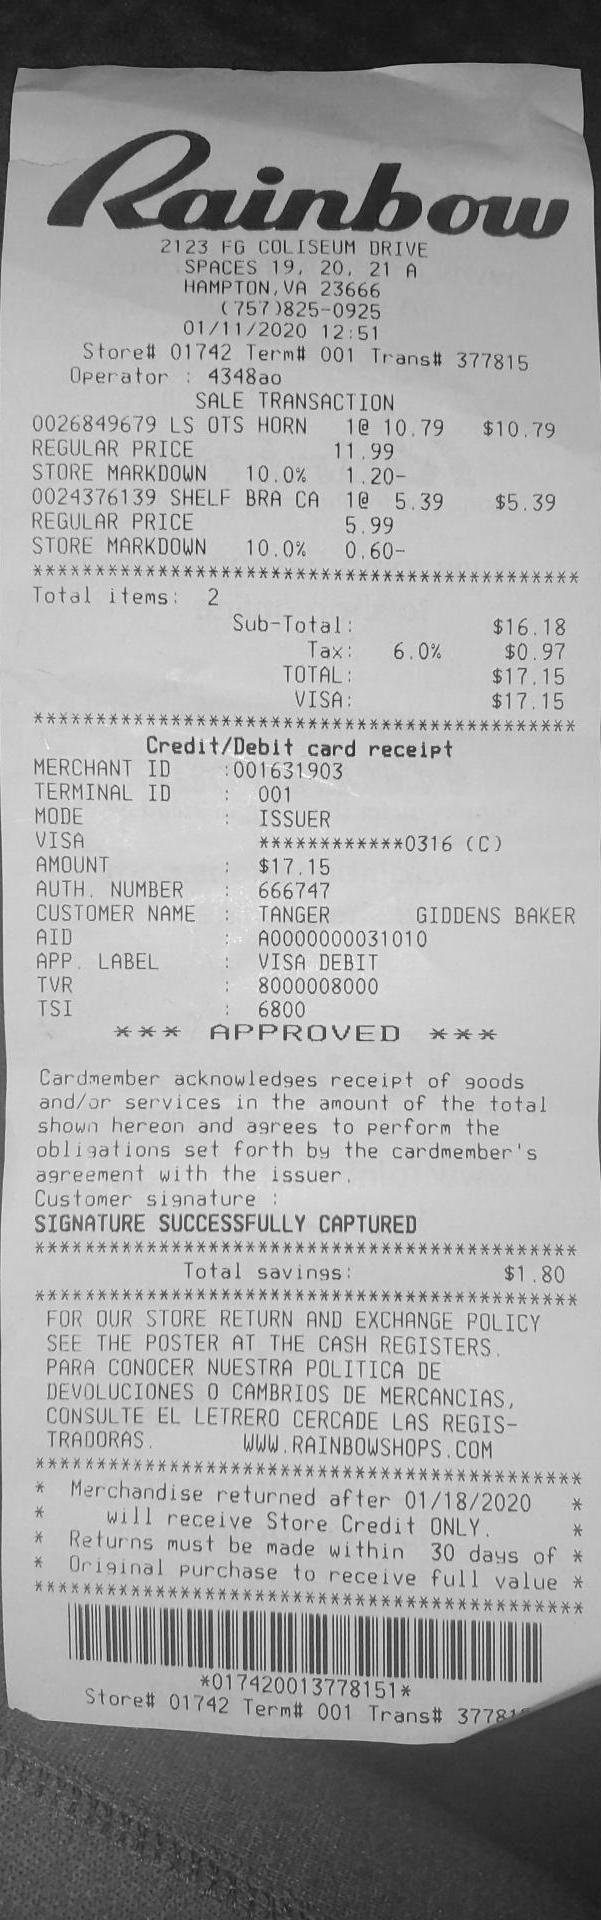 Rainbow
2123 FG COLISEUM DRIVE
SPACES 19, 20, 21 A
HAMPTON,VA 23666
(757)825-0925
01/11/2020 12:51
Store# 01742 Term# 001 Trans# 377815
Operator : 4348ao
SALE TRANSACTION
0026849679 LS OTS HORN 1@ 10.79 $10.79
REGULAR PRICE 11.99
STORE MARKDOWN 10.0% 1.20-
0024376139 SHELF BRA CA 1@ 5.39 $5.39
REGULAR PRICE 5.99
STORE MARKDOWN 10.0% 0.60-
********************************************
Total items: 2
Sub-Total: $16.18
Tax: 6.0% $0.97
TOTAL: $17.15
VISA: $17.15
********************************************
Credit/Debit card receipt
MERCHANT ID :001631903
TERMINAL ID : 001
MODE : ISSUER
VISA ************0316 (C)
AMOUNT : $17.15
AUTH. NUMBER : 666747
CUSTOMER NAME : TANGER GIDDENS BAKER
AID : A0000000031010
APP. LABEL : VISA DEBIT
TVR : 8000008000
TSI : 6800
*** APPROVED ***
Cardmember acknowledges receipt of goods
and/or services in the amount of the total
shown hereon and agrees to perform the
obligations set forth by the cardmember's
agreement with the issuer.
Customer signature :
SIGNATURE SUCCESSFULLY CAPTURED
********************************************
Total savings: $1.80
********************************************
FOR OUR STORE RETURN AND EXCHANGE POLICY
SEE THE POSTER AT THE CASH REGISTERS.
PARA CONOCER NUESTRA POLITICA DE
DEVOLUCIONES O CAMBRIOS DE MERCANCIAS,
CONSULTE EL LETRERO CERCADE LAS REGIS-
TRADORAS. WWW.RAINBOWSHOPS.COM
********************************************
* Merchandise returned after 01/18/2020 *
* will receive Store Credit ONLY. *
* Returns must be made within 30 days of *
* Original purchase to receive full value *
********************************************
*017420013778151*
Store# 01742 Term# 001 Trans# 37781